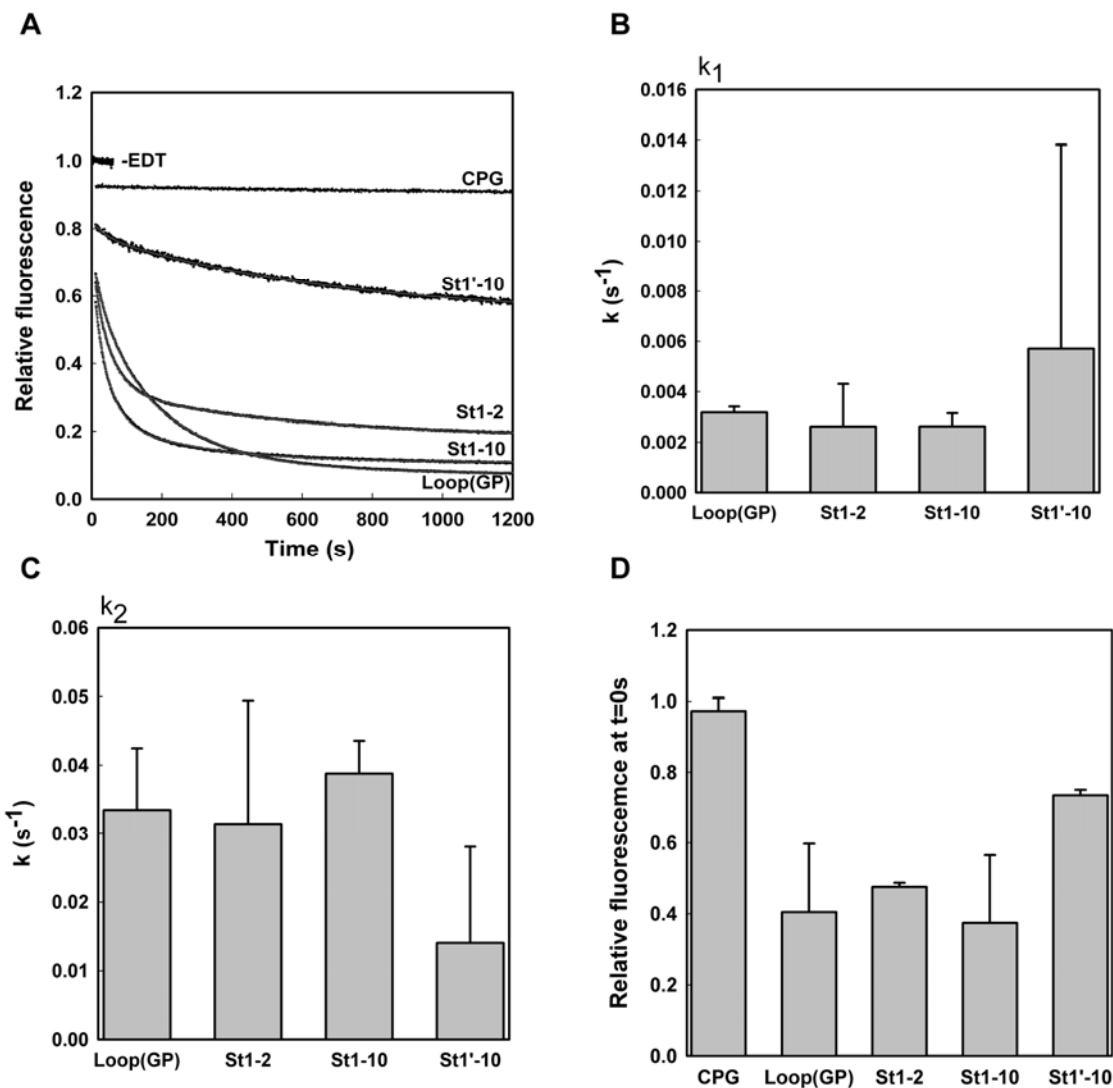 A
Relative fluorescence
1.2
1.0
0.8
0.6
0.4
0.2
0.0
-EDT
CPG
St1'-10
St1-2
St1-10
Loop(GP)
0 200 400 600 800 1000 1200
Time (s)
B
k1
k (s-1)
0.016
0.014
0.012
0.010
0.008
0.006
0.004
0.002
0.000
Loop(GP) St1-2 St1-10 St1'-10
C
k2
k (s-1)
0.06
0.05
0.04
0.03
0.02
0.01
0.00
Loop(GP) St1-2 St1-10 St1'-10
D
Relative fluorescemce at t=0s
1.2
1.0
0.8
0.6
0.4
0.2
0.0
CPG Loop(GP) St1-2 St1-10 St1'-10